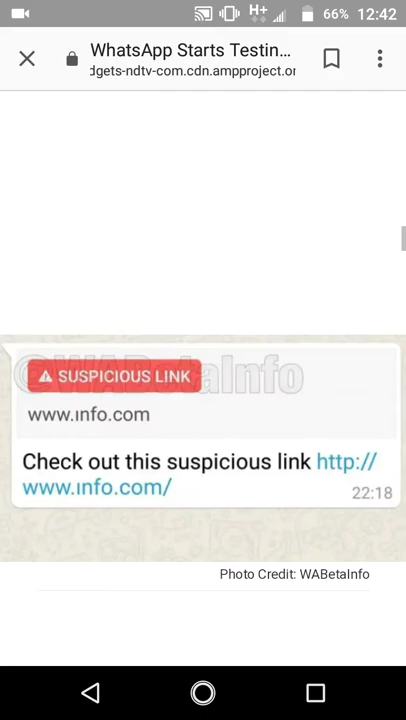 H+ 66% 12:42
WhatsApp Starts Testin...
dgets-ndtv-com.cdn.ampproject.or
@WABetaInfo
⚠ SUSPICIOUS LINK
www.ınfo.com
Check out this suspicious link http://
www.ınfo.com/
22:18
Photo Credit: WABetaInfo